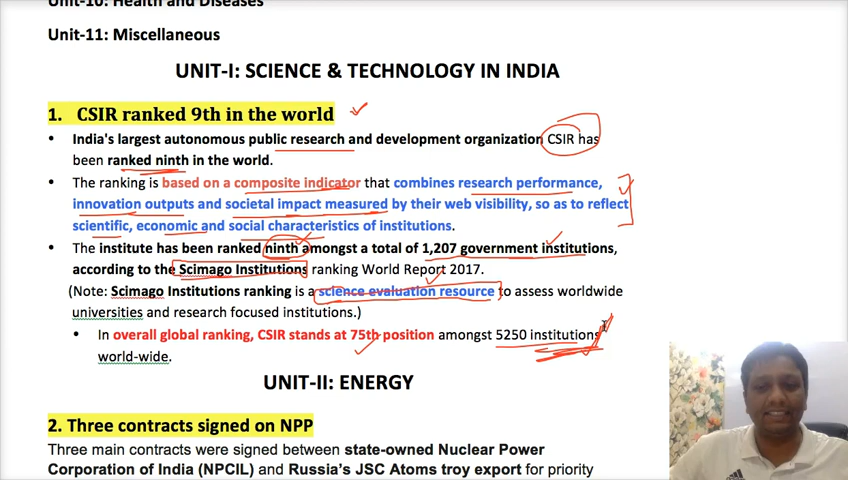 Unit-10: Health and Diseases
Unit-11: Miscellaneous
UNIT-I: SCIENCE & TECHNOLOGY IN INDIA
1. CSIR ranked 9th in the world
• India's largest autonomous public research and development organization CSIR has
been ranked ninth in the world.
• The ranking is based on a composite indicator that combines research performance,
innovation outputs and societal impact measured by their web visibility, so as to reflect
scientific, economic and social characteristics of institutions.
• The institute has been ranked ninth amongst a total of 1,207 government institutions,
according to the Scimago Institutions ranking World Report 2017.
(Note: Scimago Institutions ranking is a science evaluation resource to assess worldwide
universities and research focused institutions.)
• In overall global ranking, CSIR stands at 75th position amongst 5250 institutions
world-wide.
UNIT-II: ENERGY
2. Three contracts signed on NPP
Three main contracts were signed between state-owned Nuclear Power
Corporation of India (NPCIL) and Russia's JSC Atoms troy export for priority